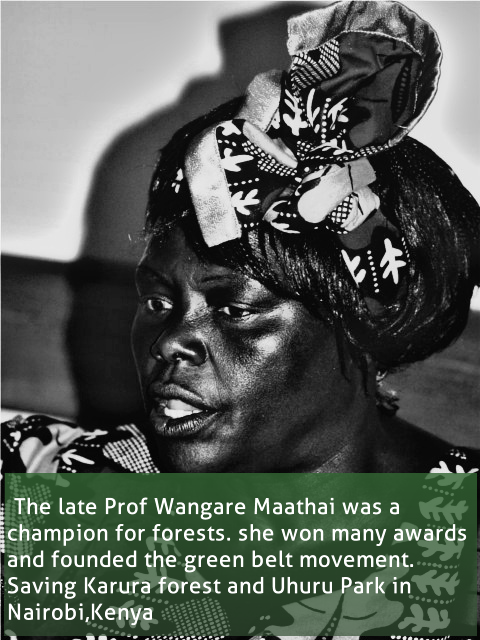 The late Prof Wangare Maathai was a
champion for forests. she won many awards
and founded the green belt movement.
Saving Karura forest and Uhuru Park in
Nairobi,Kenya